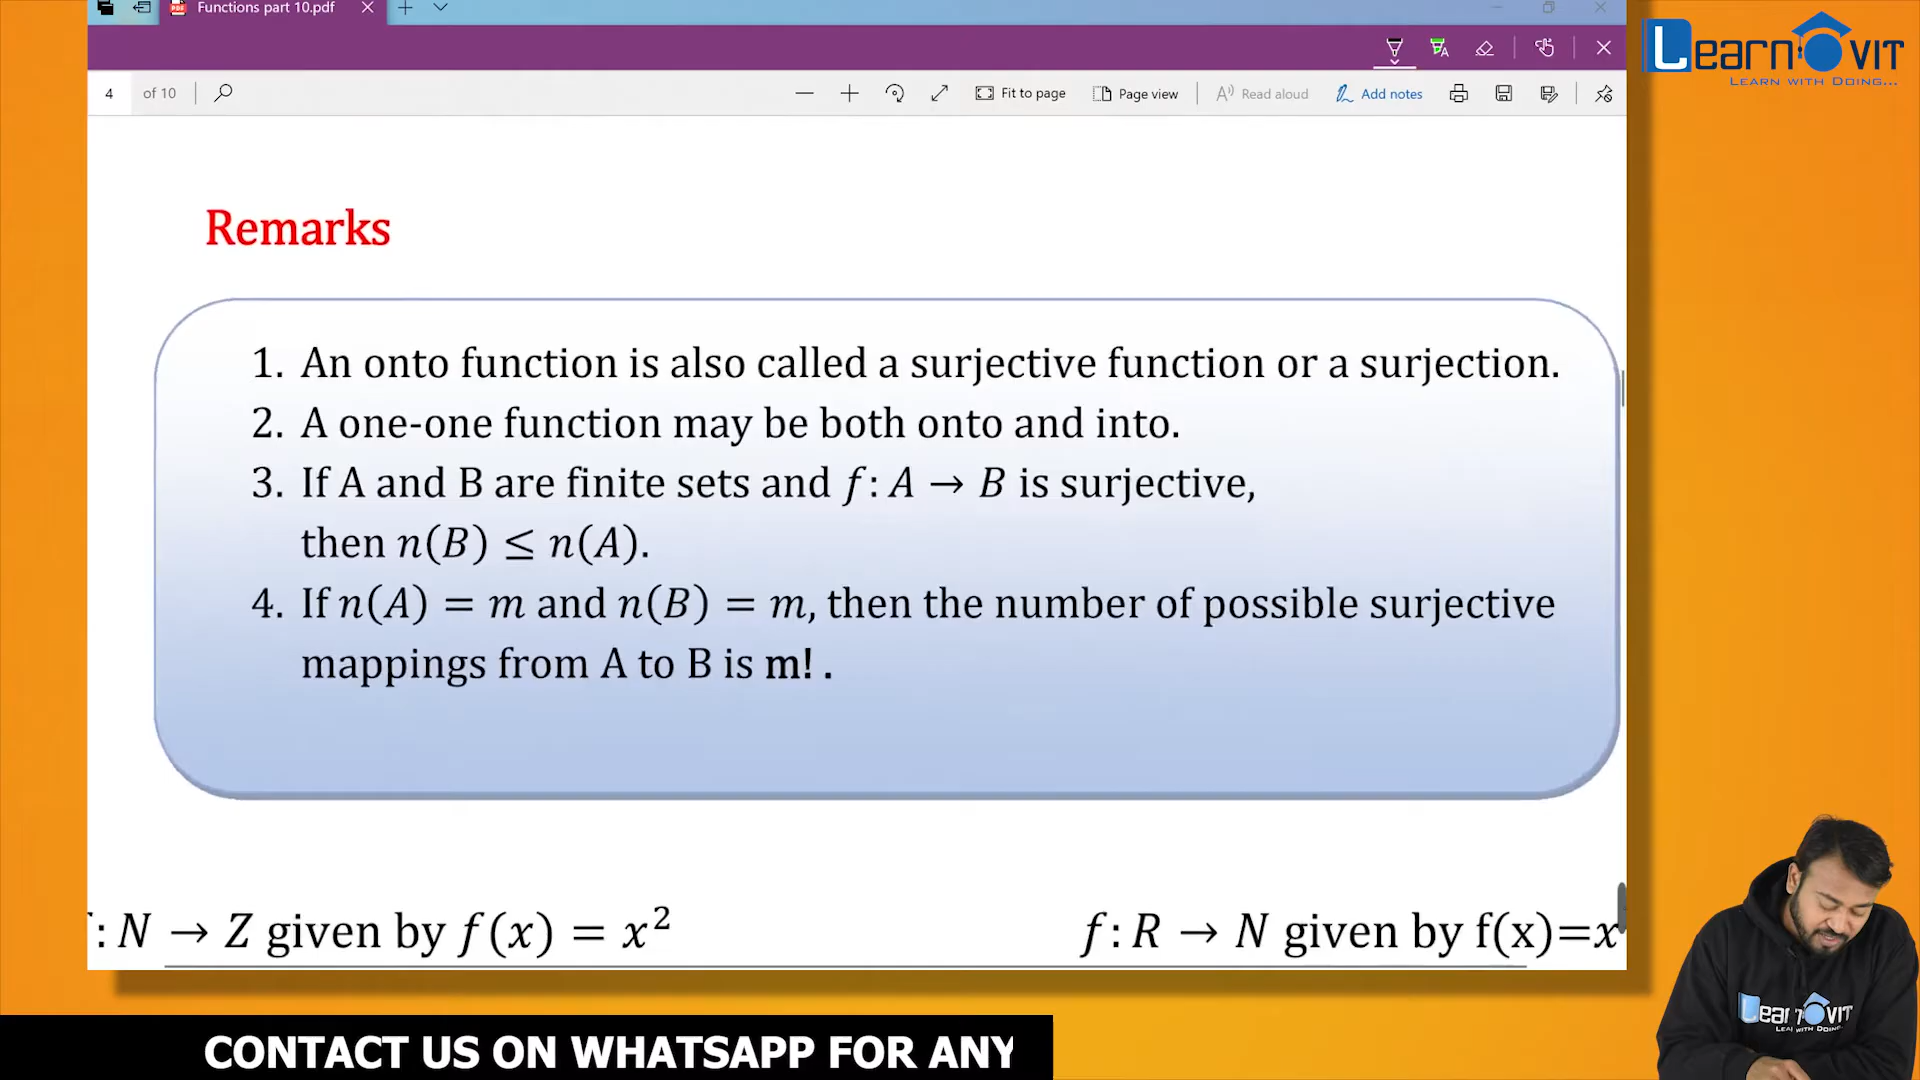 Functions part 10.pdf
LearnOVIT
LEARN WITH DOING...
4 of 10 Fit to page Page view Read aloud Add notes
Remarks
1. An onto function is also called a surjective function or a surjection.
2. A one-one function may be both onto and into.
3. If A and B are finite sets and f: A → B is surjective,
then n(B) ≤ n(A).
4. If n(A) = m and n(B) = m, then the number of possible surjective
mappings from A to B is m! .
: N → Z given by f(x) = x²
f: R → N given by f(x)=x
LearnOVIT
LEARN WITH DOING...
CONTACT US ON WHATSAPP FOR ANY